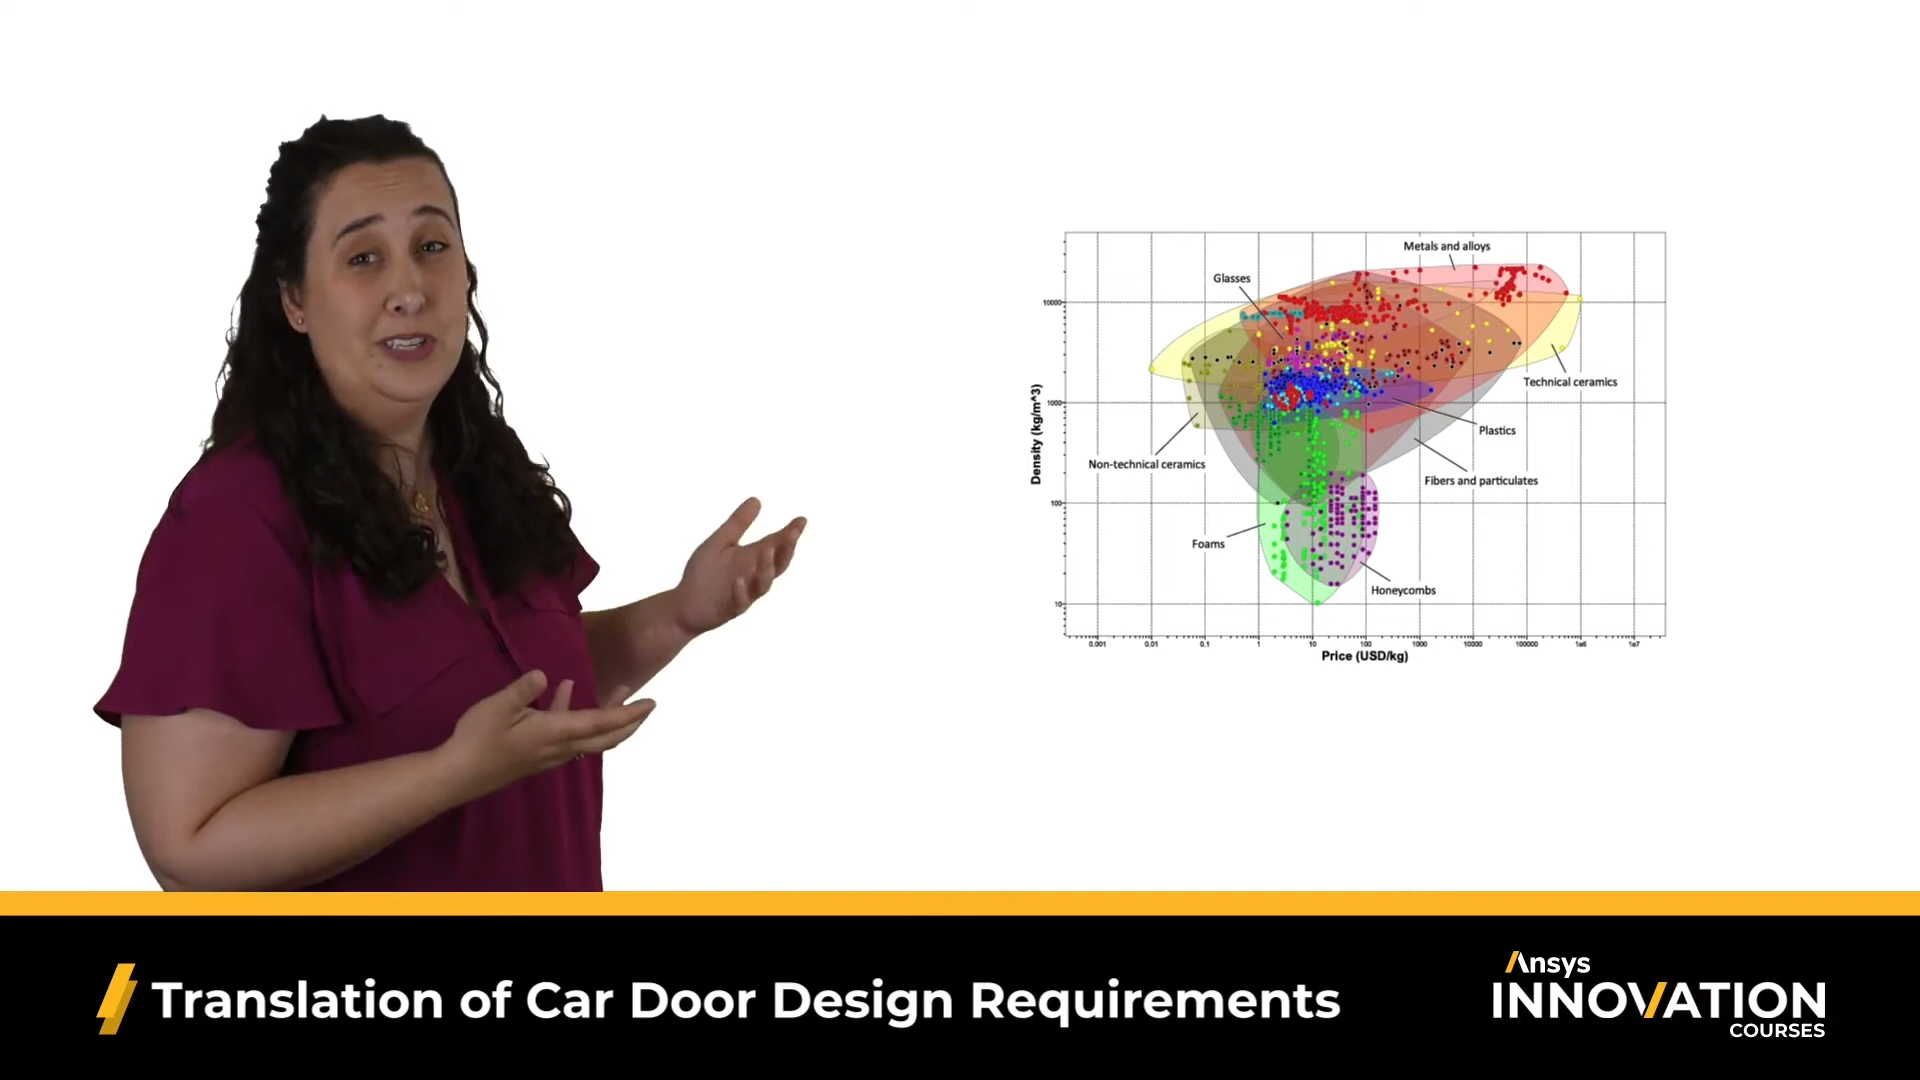 Metals and alloys
Glasses
Technical ceramics
Plastics
Non-technical ceramics
Fibers and particulates
Foams
Honeycombs
Density (kg/m^3)
10000
1000
100
10
0.001 0.01 0.1 1 10 100 1000 10000 100000 1e6 1e7
Price (USD/kg)
Translation of Car Door Design Requirements
Ansys
INNOVATION
COURSES